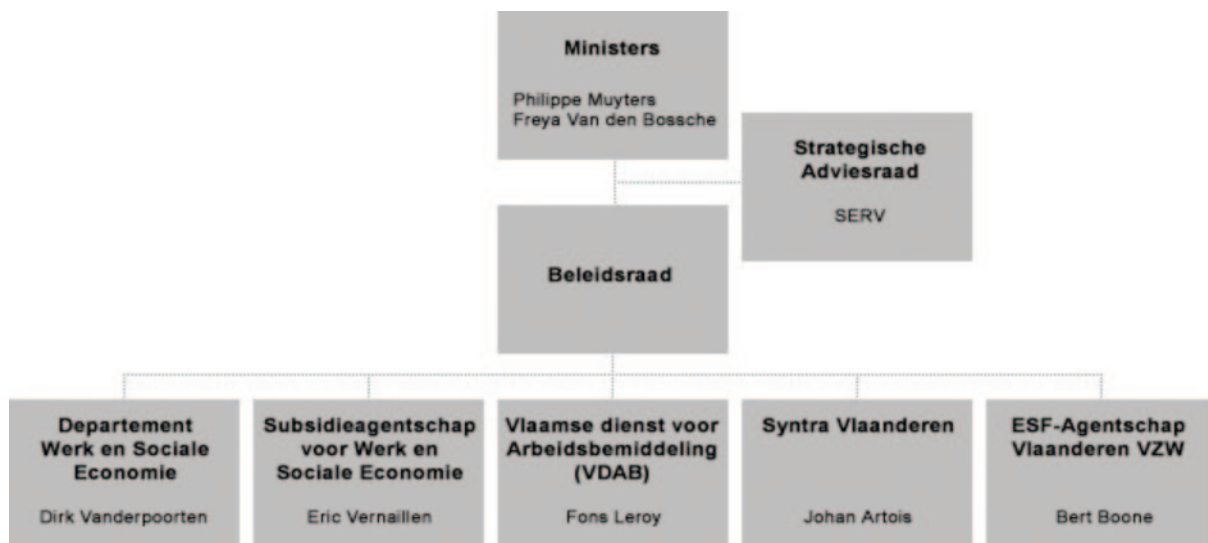 Ministers
Philippe Muyters
Freya Van den Bossche
Strategische
Adviesraad
SERV
Beleidsraad
Departement
Werk en Sociale
Economie
Dirk Vanderpoorten
Subsidieagentschap
voor Werk en
Sociale Economie
Eric Vernaillen
Vlaamse dienst voor
Arbeidsbemiddeling
(VDAB)
Fons Leroy
Syntra Vlaanderen
Johan Artois
ESF-Agentschap
Vlaanderen VZW
Bert Boone